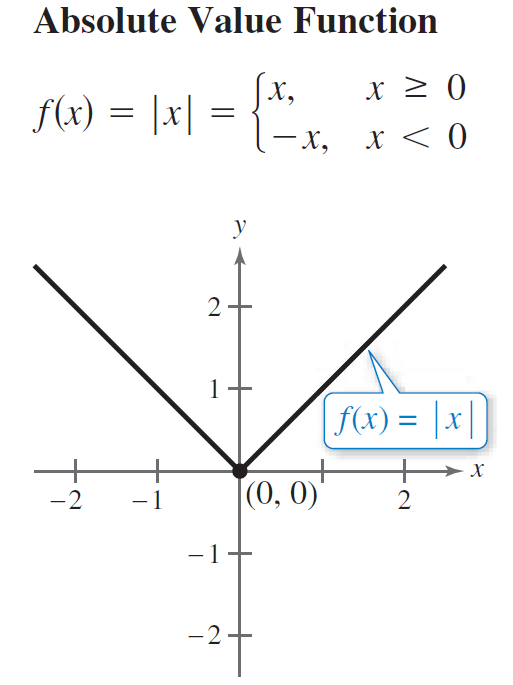 Absolute Value Function
f(x) = |x| = { x, x ≥ 0
−x, x < 0
y
2
1
f(x) = |x|
x
−2 −1 (0, 0) 2
−1
−2